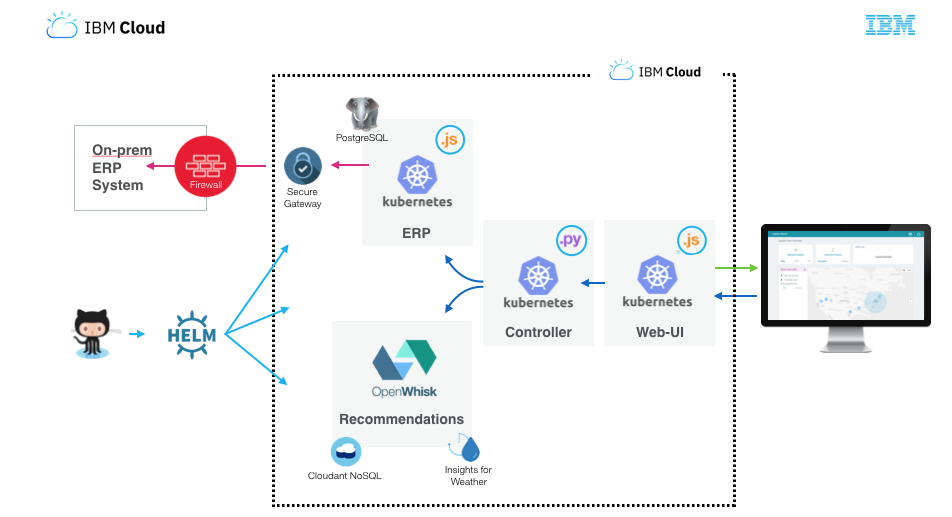 IBM Cloud
IBM
IBM Cloud
PostgreSQL
.js
On-prem
ERP
System
Firewall
Secure
Gateway
kubernetes
ERP
.py
kubernetes
Controller
.js
kubernetes
Web-UI
HELM
OpenWhisk
Recommendations
Cloudant NoSQL
Insights for
Weather